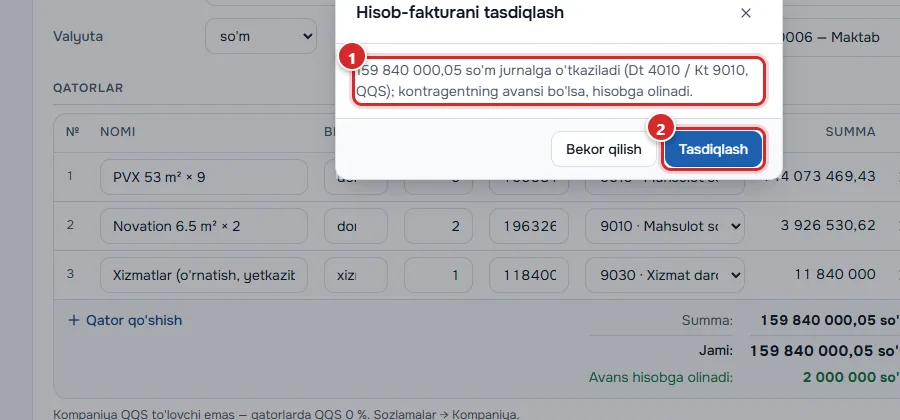 Hisob-fakturani tasdiqlash
Valyuta
so'm
0006 — Maktab
1
159 840 000,05 so'm jurnalga o'tkaziladi (Dt 4010 / Kt 9010,
QQS); kontragentning avansi bo'lsa, hisobga olinadi.
QATORLAR
2
Bekor qilish
Tasdiqlash
№ NOMI SUMMA
1 PVX 53 m² × 9 4 073 469,43
2 Novation 6.5 m² × 2 2 196326 9010 · Mahsulot 3 926 530,62
3 Xizmatlar (o'rnatish, yetkazib 1 118400 9030 · Xizmat 11 840 000
+ Qator qo'shish
Summa: 159 840 000,05 so'
Jami: 159 840 000,05 so'
Avans hisobga olinadi: 2 000 000 so'
Kompaniya QQS to'lovchi emas — qatorlarda QQS 0 %. Sozlamalar → Kompaniya.